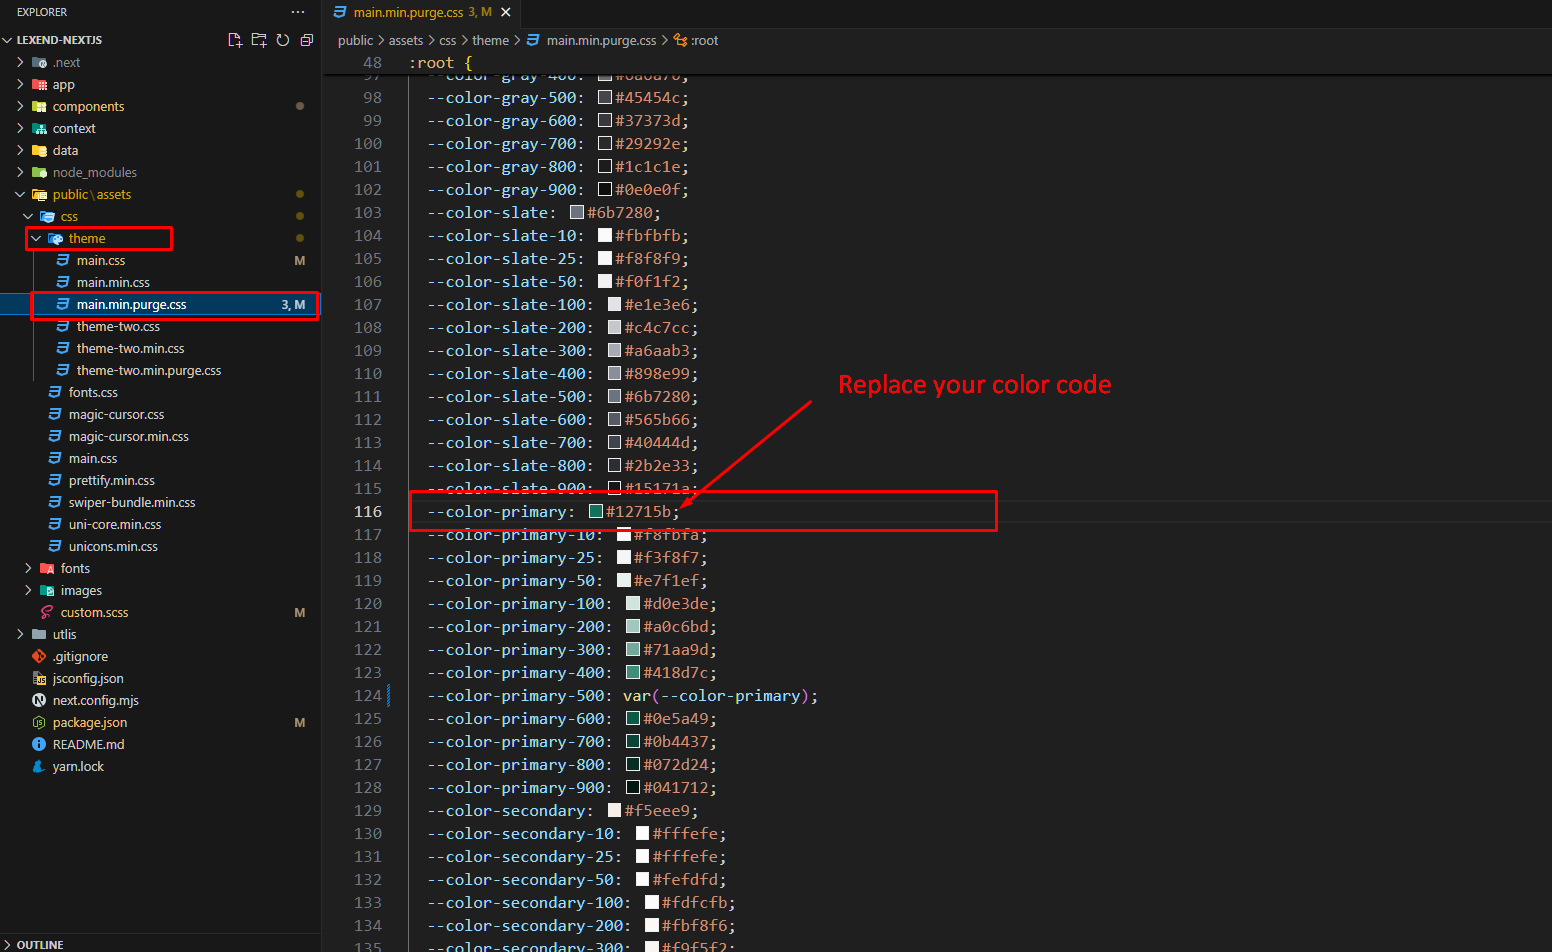 EXPLORER
LEXEND-NEXTJS
.next
app
components
context
data
node_modules
public\assets
css
theme
main.css M
main.min.css
main.min.purge.css 3, M
theme-two.css
theme-two.min.css
theme-two.min.purge.css
fonts.css
magic-cursor.css
magic-cursor.min.css
main.css
prettify.min.css
swiper-bundle.min.css
uni-core.min.css
unicons.min.css
fonts
images
custom.scss M
utlis
.gitignore
jsconfig.json
next.config.mjs
package.json M
README.md
yarn.lock
OUTLINE
main.min.purge.css 3, M
public > assets > css > theme > main.min.purge.css > :root
48 :root {
97 --color-gray-400: #6a6a70;
98 --color-gray-500: #45454c;
99 --color-gray-600: #37373d;
100 --color-gray-700: #29292e;
101 --color-gray-800: #1c1c1e;
102 --color-gray-900: #0e0e0f;
103 --color-slate: #6b7280;
104 --color-slate-10: #fbfbfb;
105 --color-slate-25: #f8f8f9;
106 --color-slate-50: #f0f1f2;
107 --color-slate-100: #e1e3e6;
108 --color-slate-200: #c4c7cc;
109 --color-slate-300: #a6aab3;
110 --color-slate-400: #898e99;
111 --color-slate-500: #6b7280;
112 --color-slate-600: #565b66;
113 --color-slate-700: #40444d;
114 --color-slate-800: #2b2e33;
115 --color-slate-900: #15171a;
116 --color-primary: #12715b;
117 --color-primary-10: #f8fbfa;
118 --color-primary-25: #f3f8f7;
119 --color-primary-50: #e7f1ef;
120 --color-primary-100: #d0e3de;
121 --color-primary-200: #a0c6bd;
122 --color-primary-300: #71aa9d;
123 --color-primary-400: #418d7c;
124 --color-primary-500: var(--color-primary);
125 --color-primary-600: #0e5a49;
126 --color-primary-700: #0b4437;
127 --color-primary-800: #072d24;
128 --color-primary-900: #041712;
129 --color-secondary: #f5eee9;
130 --color-secondary-10: #fffefe;
131 --color-secondary-25: #fffefe;
132 --color-secondary-50: #fefdfd;
133 --color-secondary-100: #fdfcfb;
134 --color-secondary-200: #fbf8f6;
135 --color-secondary-300: #f9f5f2;
Replace your color code